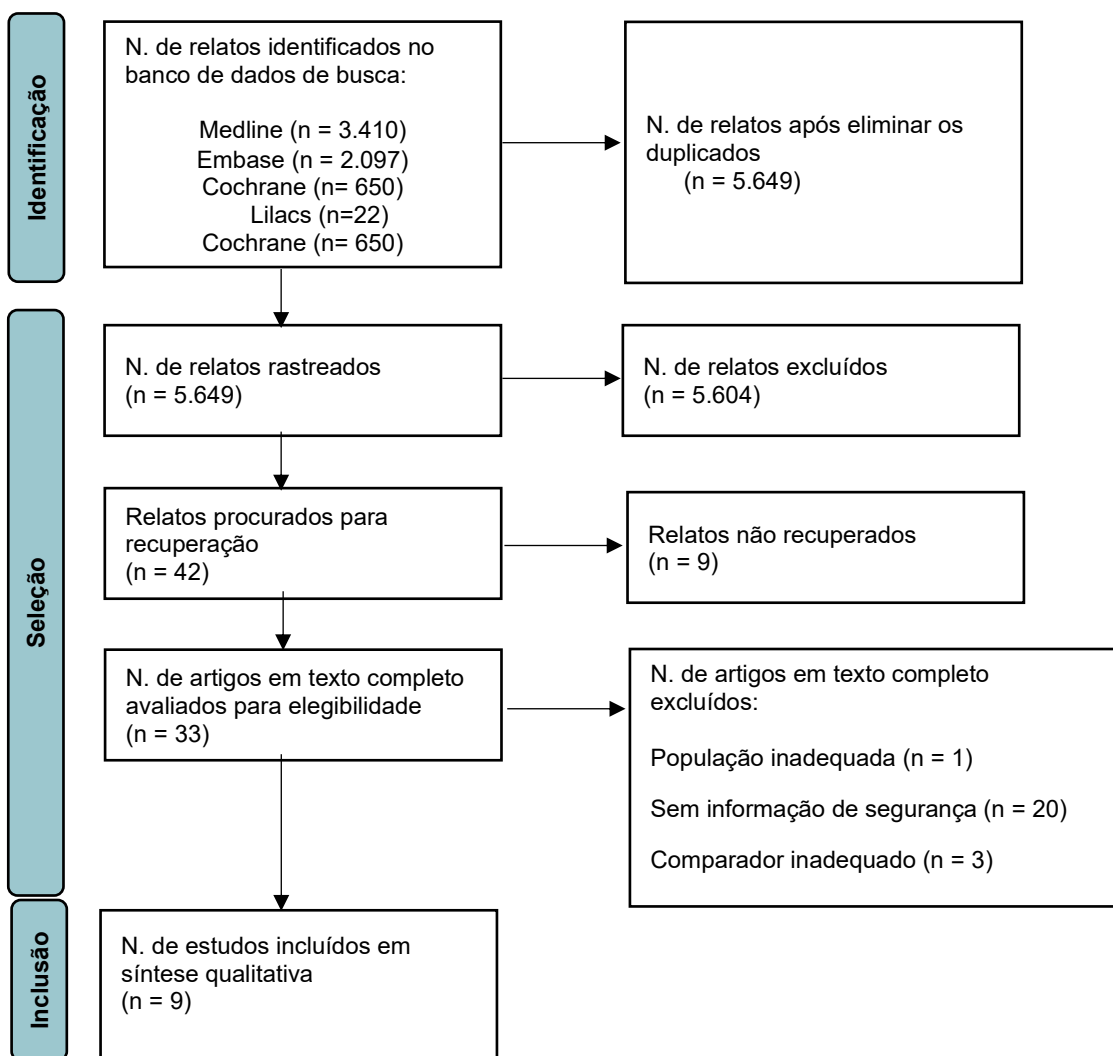 Identificação
N. de relatos identificados no
banco de dados de busca:
Medline (n = 3.410)
Embase (n = 2.097)
Cochrane (n= 650)
Lilacs (n=22)
Cochrane (n= 650)
N. de relatos após eliminar os
duplicados
(n = 5.649)
Seleção
N. de relatos rastreados
(n = 5.649)
N. de relatos excluídos
(n = 5.604)
Relatos procurados para
recuperação
(n = 42)
Relatos não recuperados
(n = 9)
N. de artigos em texto completo
avaliados para elegibilidade
(n = 33)
N. de artigos em texto completo
excluídos:
População inadequada (n = 1)
Sem informação de segurança (n = 20)
Comparador inadequado (n = 3)
Inclusão
N. de estudos incluídos em
síntese qualitativa
(n = 9)